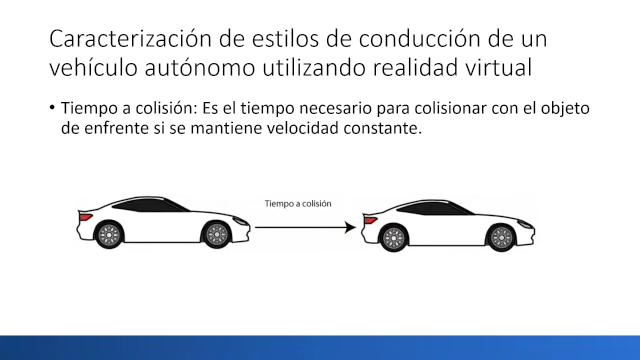 Caracterización de estilos de conducción de un
vehículo autónomo utilizando realidad virtual
• Tiempo a colisión: Es el tiempo necesario para colisionar con el objeto
de enfrente si se mantiene velocidad constante.
Tiempo a colisión